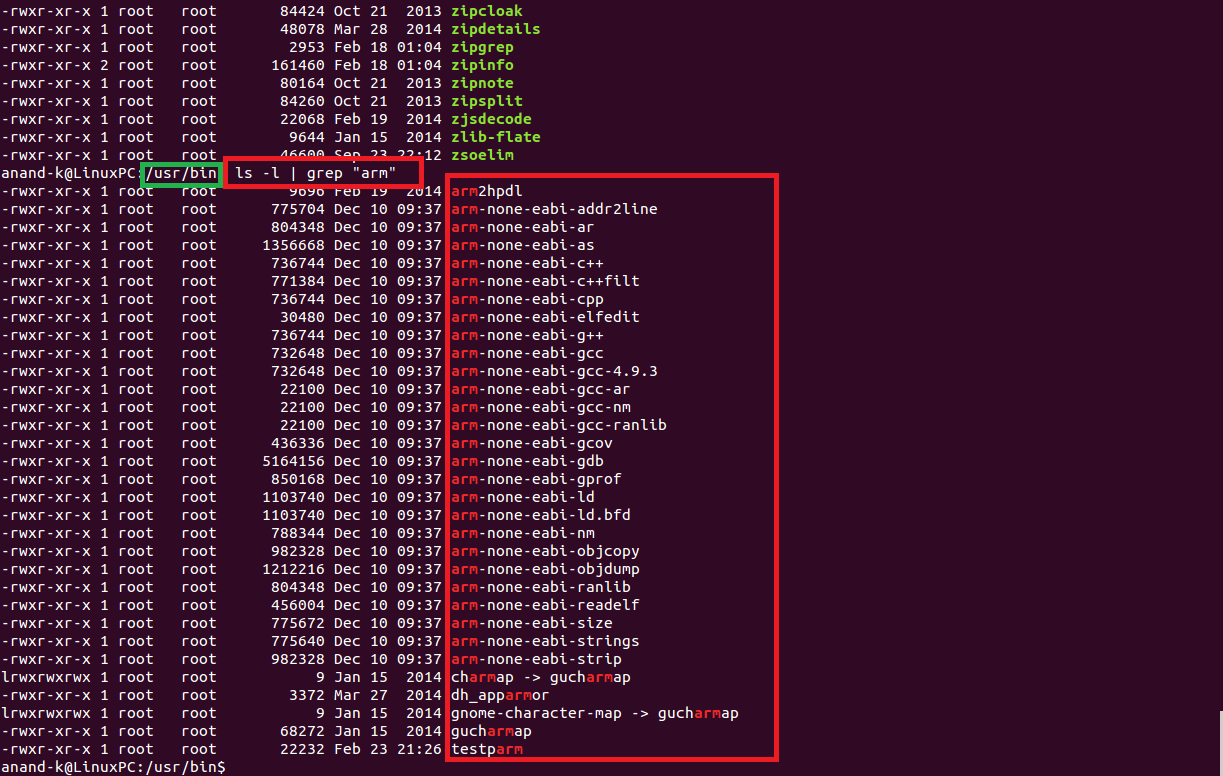 -rwxr-xr-x 1 root   root       84424 Oct 21  2013 zipcloak
-rwxr-xr-x 1 root   root       48078 Mar 28  2014 zipdetails
-rwxr-xr-x 1 root   root        2953 Feb 18 01:04 zipgrep
-rwxr-xr-x 2 root   root      161460 Feb 18 01:04 zipinfo
-rwxr-xr-x 1 root   root       80164 Oct 21  2013 zipnote
-rwxr-xr-x 1 root   root       84260 Oct 21  2013 zipsplit
-rwxr-xr-x 1 root   root       22068 Feb 19  2014 zjsdecode
-rwxr-xr-x 1 root   root        9644 Jan 15  2014 zlib-flate
-rwxr-xr-x 1 root   root       46600 Sep 23 22:12 zsoelim
anand-k@LinuxPC:/usr/bin ls -l | grep "arm"
-rwxr-xr-x 1 root   root        9696 Feb 19  2014 arm2hpdl
-rwxr-xr-x 1 root   root      775704 Dec 10 09:37 arm-none-eabi-addr2line
-rwxr-xr-x 1 root   root      804348 Dec 10 09:37 arm-none-eabi-ar
-rwxr-xr-x 1 root   root     1356668 Dec 10 09:37 arm-none-eabi-as
-rwxr-xr-x 1 root   root      736744 Dec 10 09:37 arm-none-eabi-c++
-rwxr-xr-x 1 root   root      771384 Dec 10 09:37 arm-none-eabi-c++filt
-rwxr-xr-x 1 root   root      736744 Dec 10 09:37 arm-none-eabi-cpp
-rwxr-xr-x 1 root   root       30480 Dec 10 09:37 arm-none-eabi-elfedit
-rwxr-xr-x 1 root   root      736744 Dec 10 09:37 arm-none-eabi-g++
-rwxr-xr-x 1 root   root      732648 Dec 10 09:37 arm-none-eabi-gcc
-rwxr-xr-x 1 root   root      732648 Dec 10 09:37 arm-none-eabi-gcc-4.9.3
-rwxr-xr-x 1 root   root       22100 Dec 10 09:37 arm-none-eabi-gcc-ar
-rwxr-xr-x 1 root   root       22100 Dec 10 09:37 arm-none-eabi-gcc-nm
-rwxr-xr-x 1 root   root       22100 Dec 10 09:37 arm-none-eabi-gcc-ranlib
-rwxr-xr-x 1 root   root      436336 Dec 10 09:37 arm-none-eabi-gcov
-rwxr-xr-x 1 root   root     5164156 Dec 10 09:37 arm-none-eabi-gdb
-rwxr-xr-x 1 root   root      850168 Dec 10 09:37 arm-none-eabi-gprof
-rwxr-xr-x 1 root   root     1103740 Dec 10 09:37 arm-none-eabi-ld
-rwxr-xr-x 1 root   root     1103740 Dec 10 09:37 arm-none-eabi-ld.bfd
-rwxr-xr-x 1 root   root      788344 Dec 10 09:37 arm-none-eabi-nm
-rwxr-xr-x 1 root   root      982328 Dec 10 09:37 arm-none-eabi-objcopy
-rwxr-xr-x 1 root   root     1212216 Dec 10 09:37 arm-none-eabi-objdump
-rwxr-xr-x 1 root   root      804348 Dec 10 09:37 arm-none-eabi-ranlib
-rwxr-xr-x 1 root   root      456004 Dec 10 09:37 arm-none-eabi-readelf
-rwxr-xr-x 1 root   root      775672 Dec 10 09:37 arm-none-eabi-size
-rwxr-xr-x 1 root   root      775640 Dec 10 09:37 arm-none-eabi-strings
-rwxr-xr-x 1 root   root      982328 Dec 10 09:37 arm-none-eabi-strip
lrwxrwxrwx 1 root   root           9 Jan 15  2014 charmap -> gucharmap
-rwxr-xr-x 1 root   root        3372 Mar 27  2014 dh_apparmor
lrwxrwxrwx 1 root   root           9 Jan 15  2014 gnome-character-map -> gucharmap
-rwxr-xr-x 1 root   root       68272 Jan 15  2014 gucharmap
-rwxr-xr-x 1 root   root       22232 Feb 23 21:26 testparm
anand-k@LinuxPC:/usr/bin$